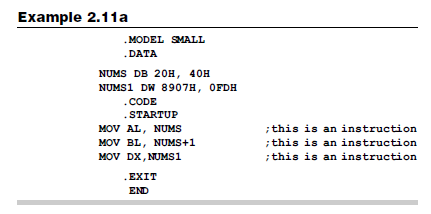 Example 2.11a
.MODEL SMALL
.DATA
NUMS DB 20H, 40H
NUMS1 DW 8907H, 0FDH
.CODE
.STARTUP
MOV AL, NUMS ;this is an instruction
MOV BL, NUMS+1 ;this is an instruction
MOV DX,NUMS1 ;this is an instruction
.EXIT
END